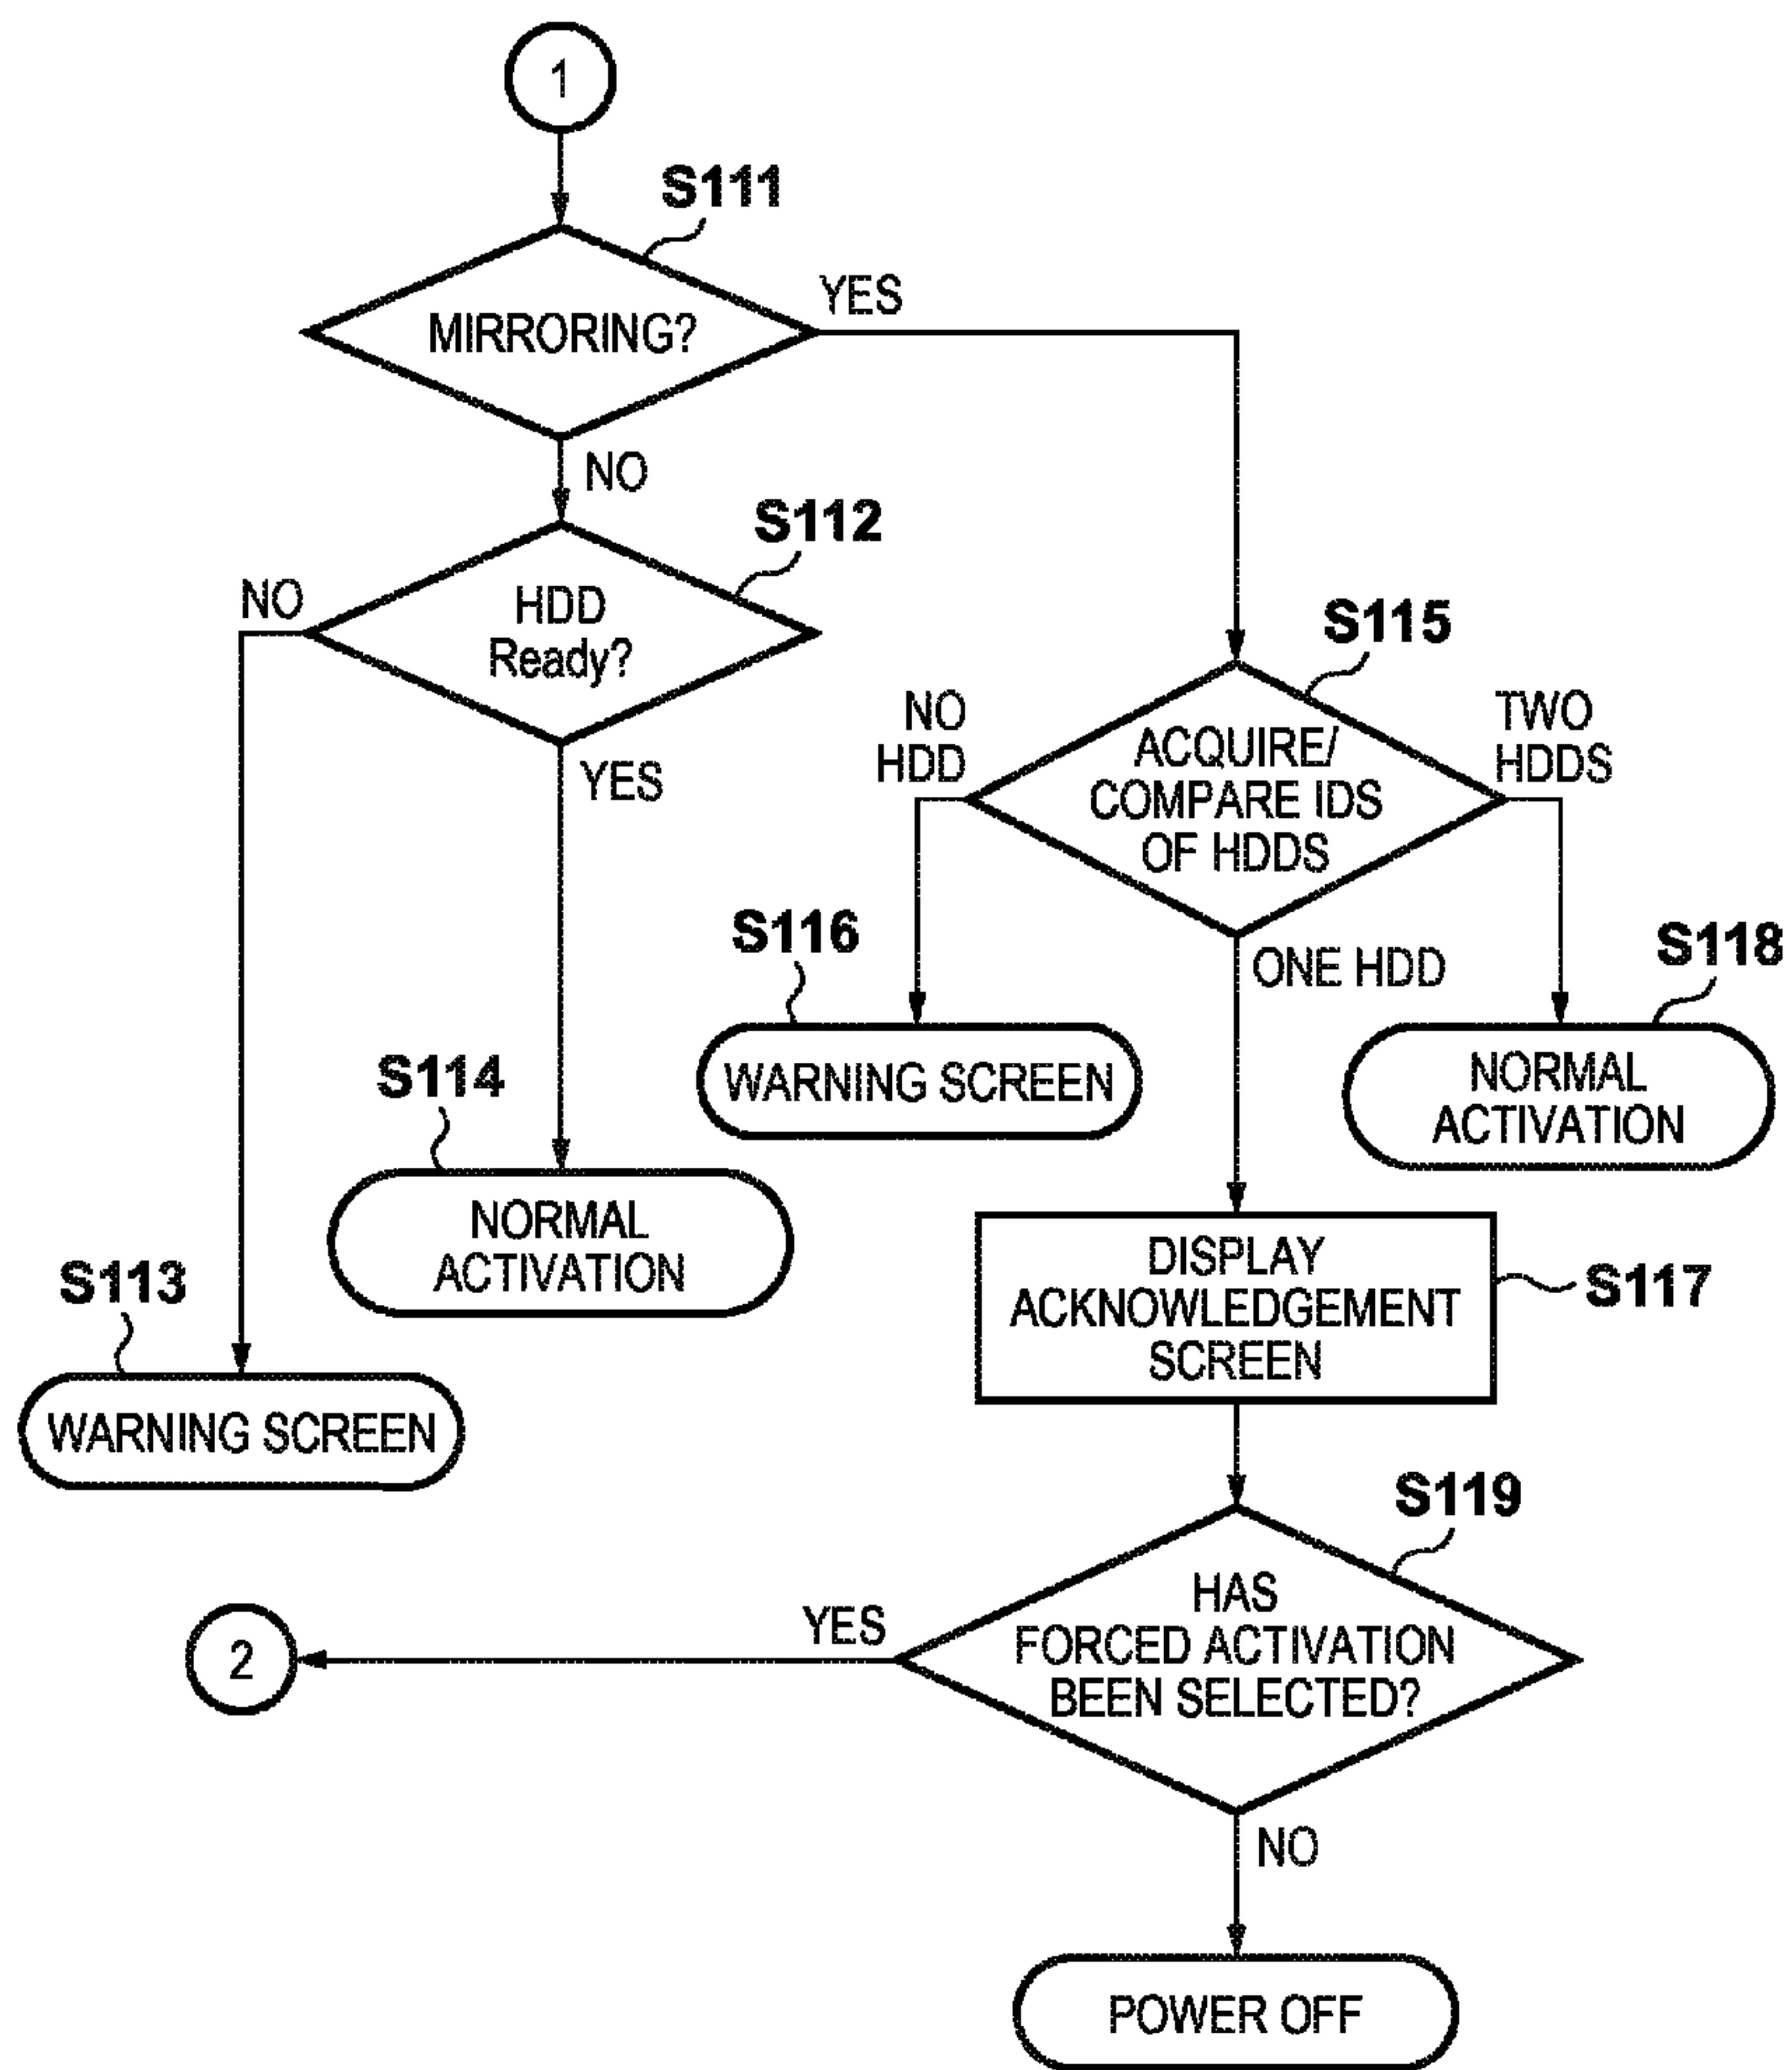 1
S111
MIRRORING?
YES
NO
S112
HDD
Ready?
NO
YES
S115
ACQUIRE/
COMPARE IDS
OF HDDS
NO
HDD
TWO
HDDS
ONE HDD
S116
WARNING SCREEN
S118
NORMAL
ACTIVATION
S114
NORMAL
ACTIVATION
S113
WARNING SCREEN
DISPLAY
ACKNOWLEDGEMENT
SCREEN
S117
S119
HAS
FORCED ACTIVATION
BEEN SELECTED?
YES
2
NO
POWER OFF